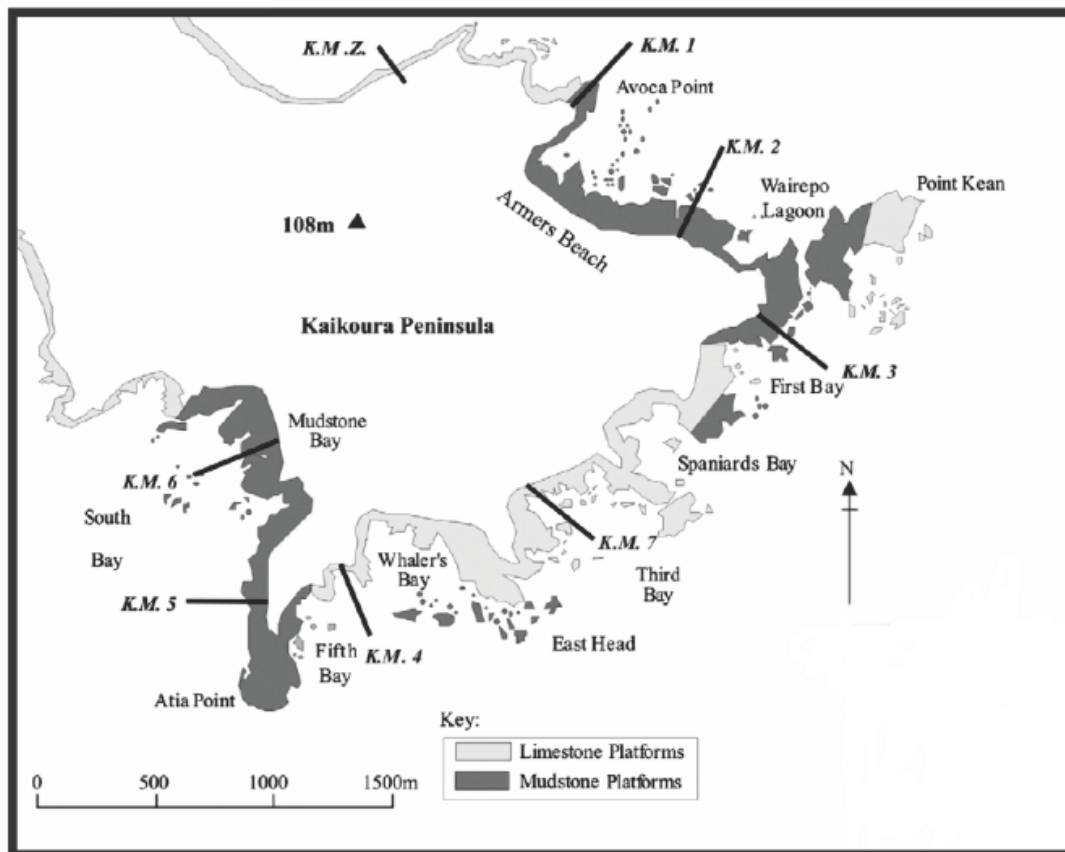 K.M .Z.
K.M. 1
Avoca Point
K.M. 2
Wairepo
Lagoon
Point Kean
108m
Armers Beach
Kaikoura Peninsula
K.M. 3
First Bay
Mudstone
Bay
Spaniards Bay
K.M. 6
N
South
Bay
K.M. 7
Whaler's
Bay
Third
Bay
K.M. 5
East Head
Fifth
Bay
K.M. 4
Atia Point
Key:
Limestone Platforms
Mudstone Platforms
0 500 1000 1500m